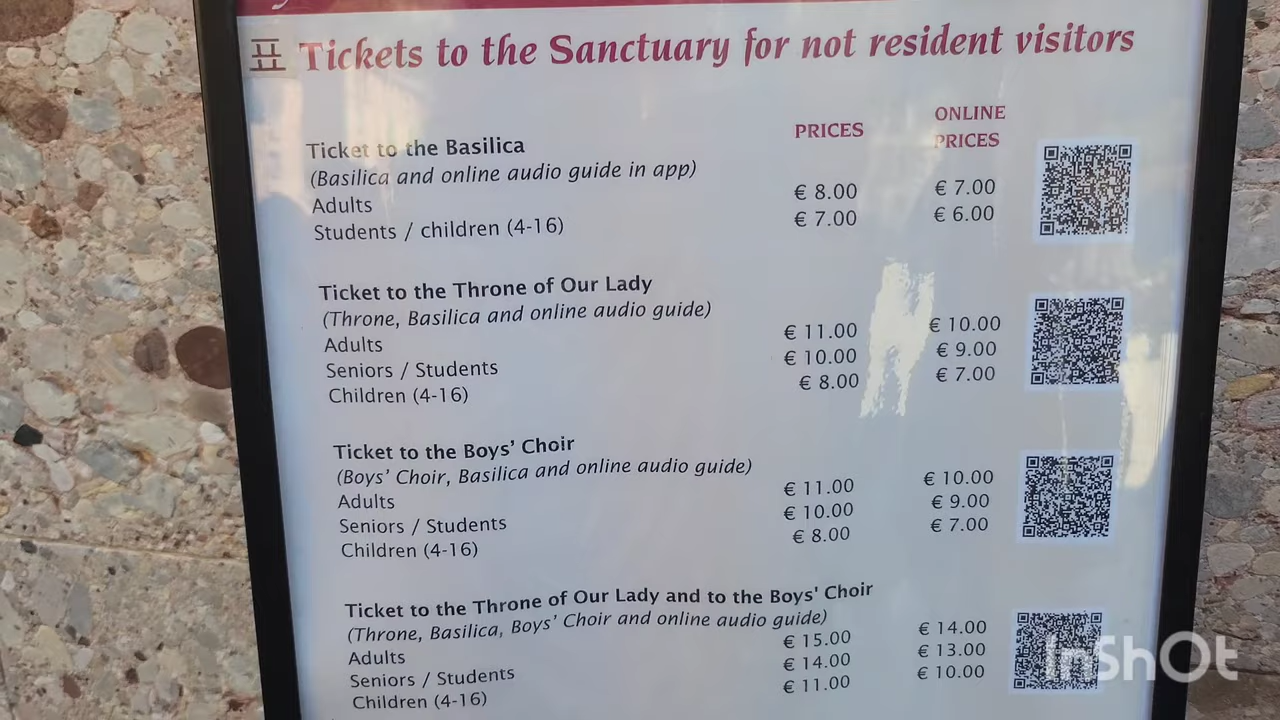 Tickets to the Sanctuary for not resident visitors
PRICES
ONLINE
PRICES
Ticket to the Basilica
(Basilica and online audio guide in app)
Adults € 8.00 € 7.00
Students / children (4-16) € 7.00 € 6.00
Ticket to the Throne of Our Lady
(Throne, Basilica and online audio guide)
Adults € 11.00 € 10.00
Seniors / Students € 10.00 € 9.00
Children (4-16) € 8.00 € 7.00
Ticket to the Boys' Choir
(Boys' Choir, Basilica and online audio guide)
Adults € 11.00 € 10.00
Seniors / Students € 10.00 € 9.00
Children (4-16) € 8.00 € 7.00
Ticket to the Throne of Our Lady and to the Boys' Choir
(Throne, Basilica, Boys' Choir and online audio guide)
Adults € 15.00 € 14.00
Seniors / Students € 14.00 € 13.00
Children (4-16) € 11.00 € 10.00
InShOt